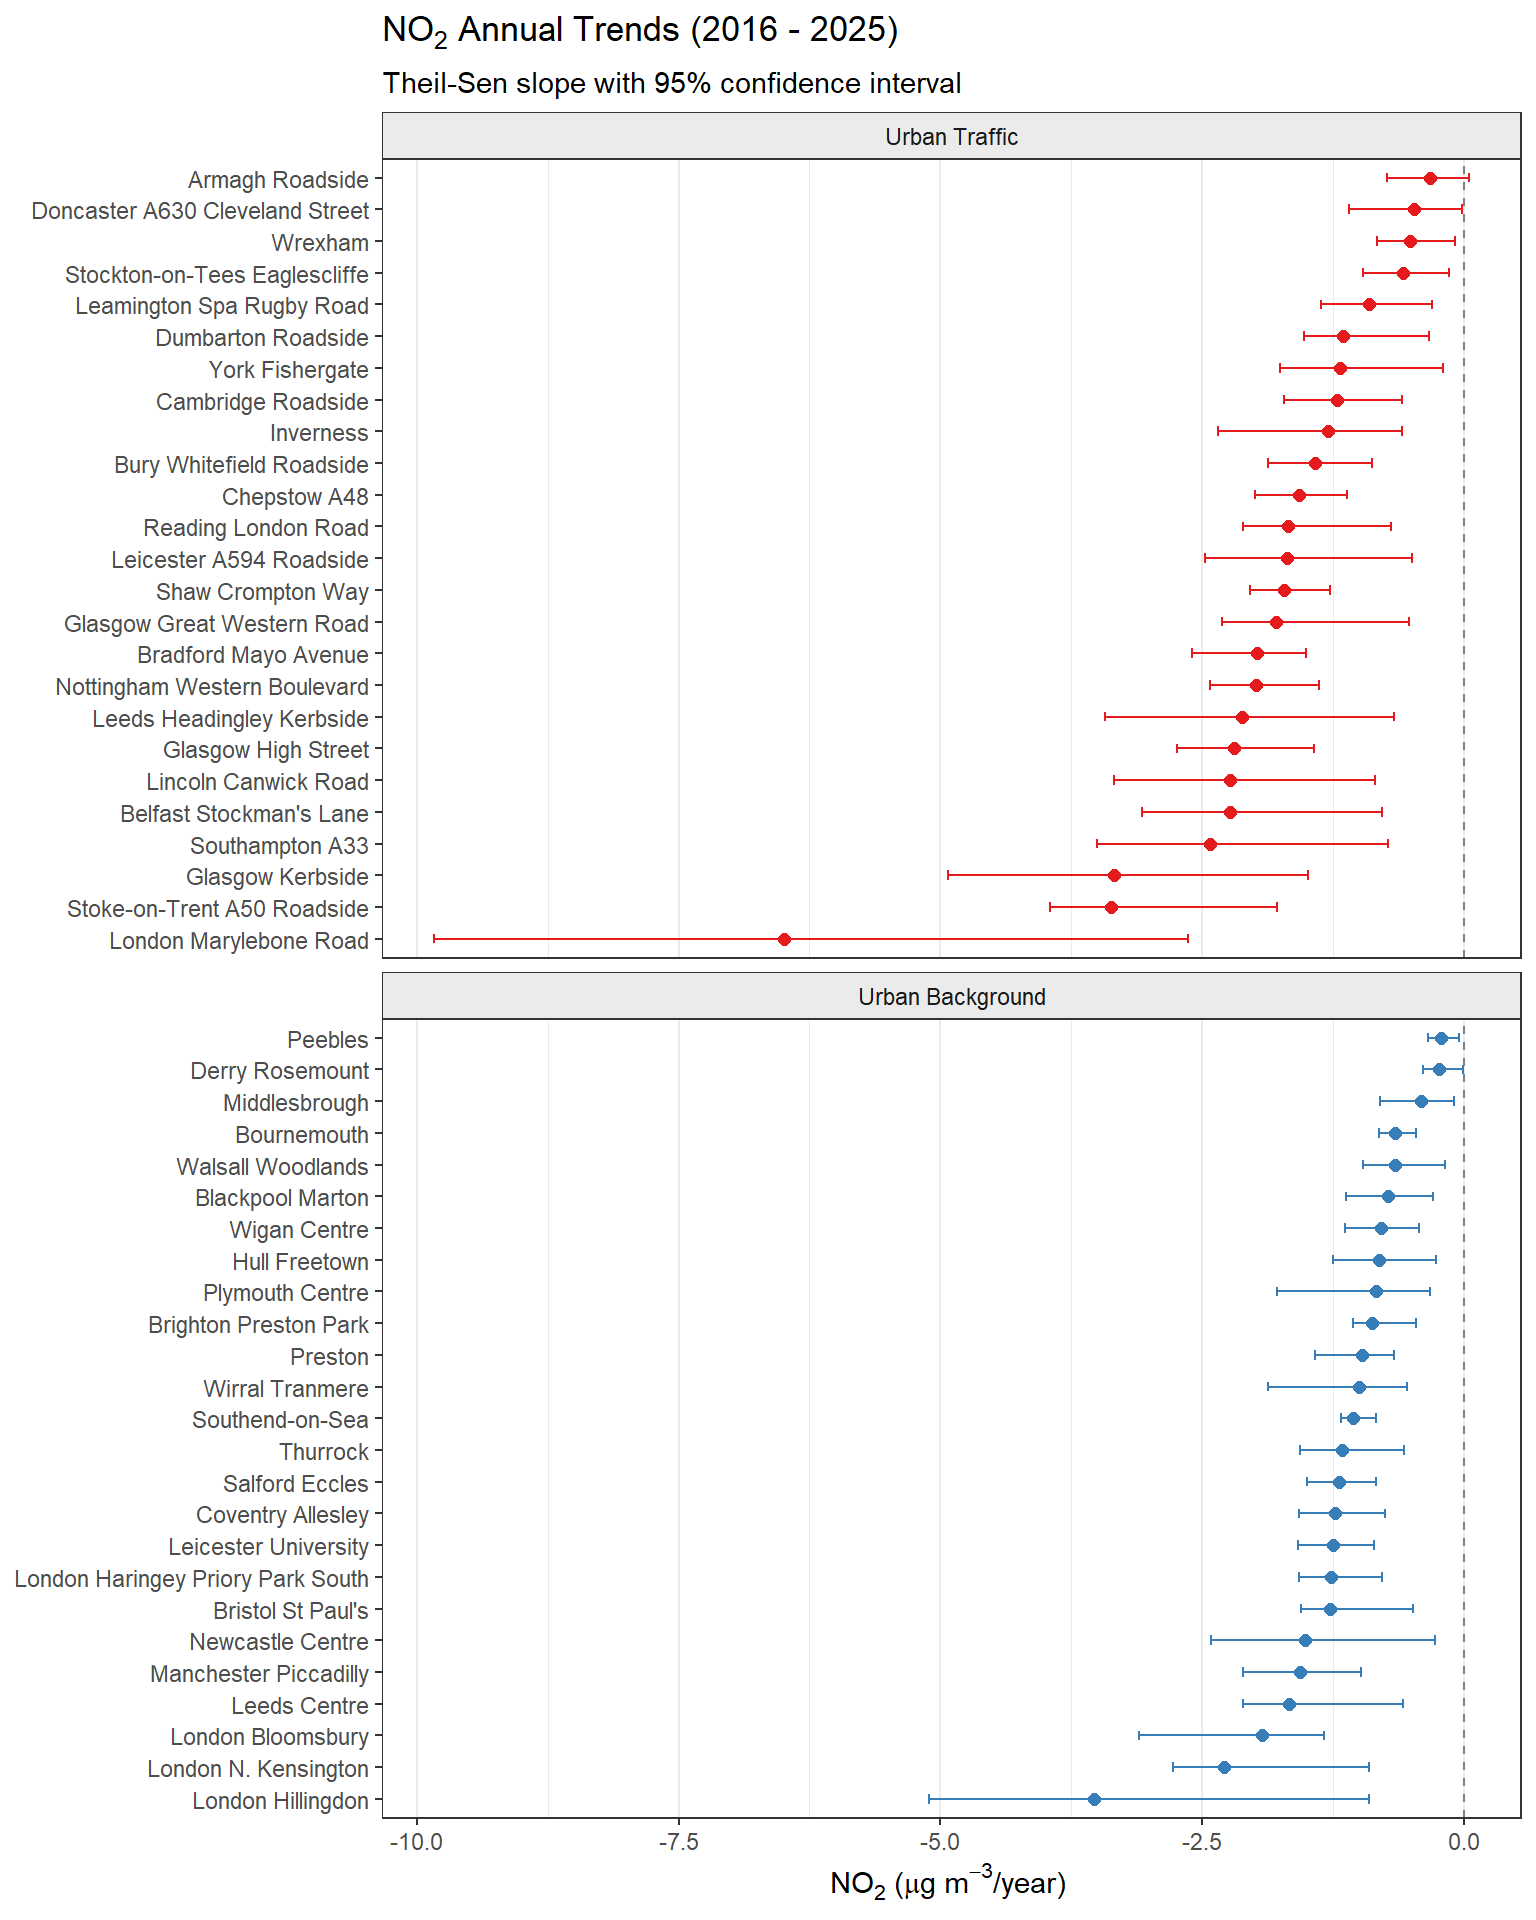 NO₂ Annual Trends (2016 - 2025)
Theil-Sen slope with 95% confidence interval
Urban Traffic
Armagh Roadside
Doncaster A630 Cleveland Street
Wrexham
Stockton-on-Tees Eaglescliffe
Leamington Spa Rugby Road
Dumbarton Roadside
York Fishergate
Cambridge Roadside
Inverness
Bury Whitefield Roadside
Chepstow A48
Reading London Road
Leicester A594 Roadside
Shaw Crompton Way
Glasgow Great Western Road
Bradford Mayo Avenue
Nottingham Western Boulevard
Leeds Headingley Kerbside
Glasgow High Street
Lincoln Canwick Road
Belfast Stockman's Lane
Southampton A33
Glasgow Kerbside
Stoke-on-Trent A50 Roadside
London Marylebone Road
Urban Background
Peebles
Derry Rosemount
Middlesbrough
Bournemouth
Walsall Woodlands
Blackpool Marton
Wigan Centre
Hull Freetown
Plymouth Centre
Brighton Preston Park
Preston
Wirral Tranmere
Southend-on-Sea
Thurrock
Salford Eccles
Coventry Allesley
Leicester University
London Haringey Priory Park South
Bristol St Paul's
Newcastle Centre
Manchester Piccadilly
Leeds Centre
London Bloomsbury
London N. Kensington
London Hillingdon
-10.0 -7.5 -5.0 -2.5 0.0
NO₂ (μg m⁻³/year)